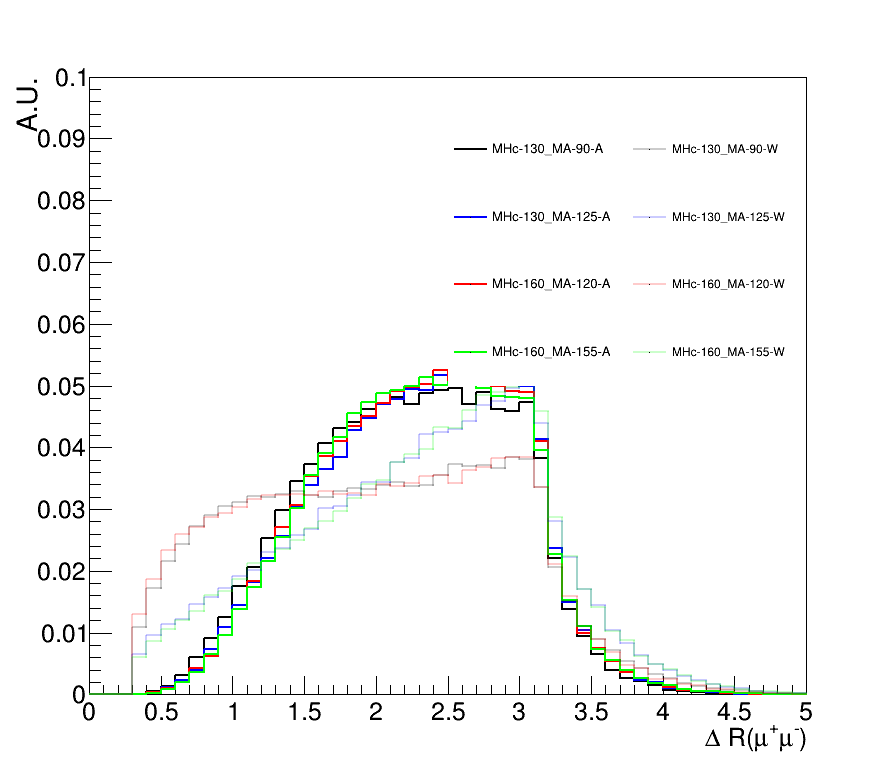 A.U.
0.1
0.09
0.08
0.07
0.06
0.05
0.04
0.03
0.02
0.01
0
MHc-130_MA-90-A MHc-130_MA-90-W
MHc-130_MA-125-A MHc-130_MA-125-W
MHc-160_MA-120-A MHc-160_MA-120-W
MHc-160_MA-155-A MHc-160_MA-155-W
0 0.5 1 1.5 2 2.5 3 3.5 4 4.5 5
Δ R(μ⁺μ⁻)